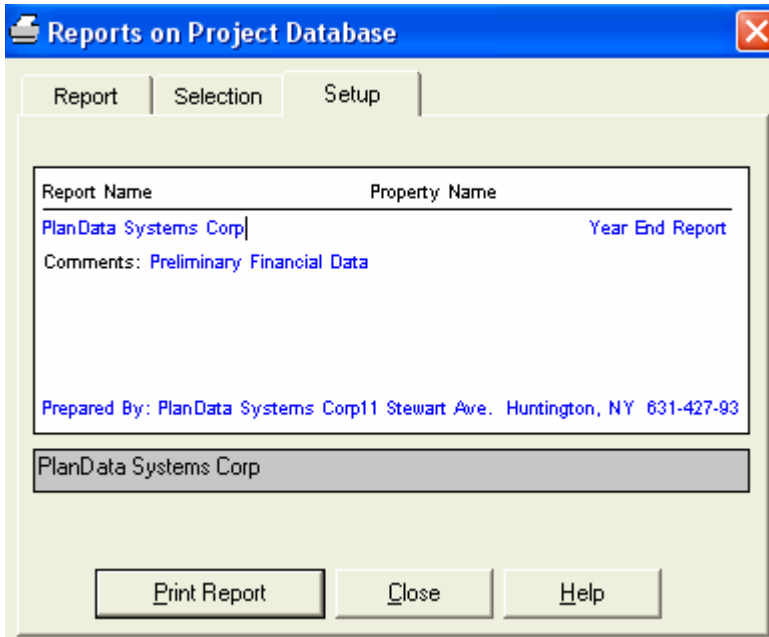 Reports on Project Database
Report Selection Setup
Report Name Property Name
PlanData Systems Corp Year End Report
Comments: Preliminary Financial Data
Prepared By: PlanData Systems Corp11 Stewart Ave. Huntington, NY 631-427-93
PlanData Systems Corp
Print Report Close Help